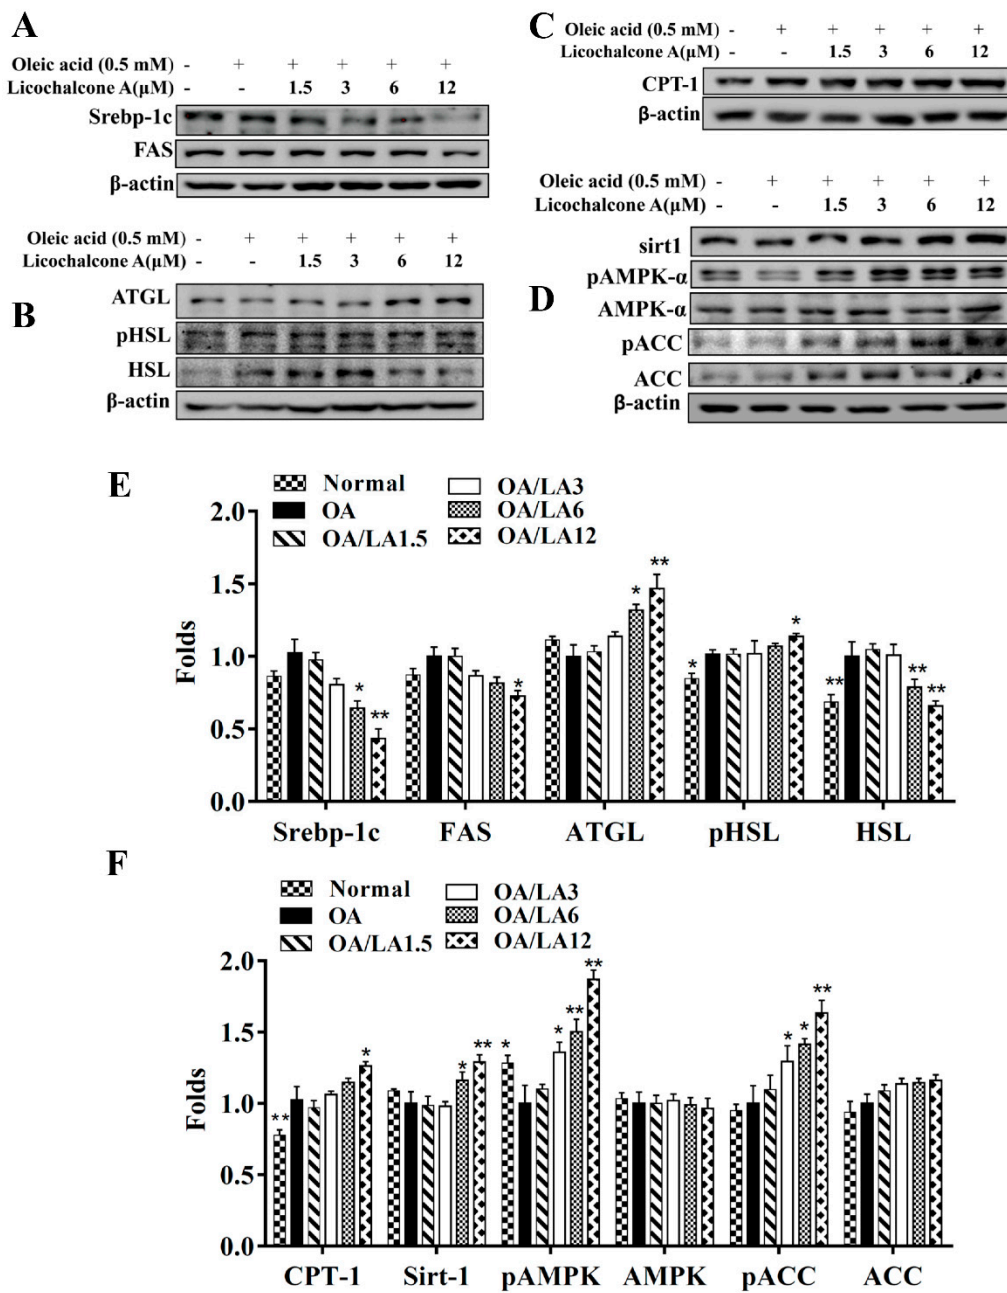 A
Oleic acid (0.5 mM) - + + + + +
Licochalcone A(μM) - - 1.5 3 6 12
Srebp-1c
FAS
β-actin
Oleic acid (0.5 mM) - + + + + +
Licochalcone A(μM) - - 1.5 3 6 12
B
ATGL
pHSL
HSL
β-actin
C
Oleic acid (0.5 mM) - + + + + +
Licochalcone A(μM) - - 1.5 3 6 12
CPT-1
β-actin
Oleic acid (0.5 mM) - + + + + +
Licochalcone A(μM) - - 1.5 3 6 12
D
sirt1
pAMPK-α
AMPK-α
pACC
ACC
β-actin
E
Normal
OA
OA/LA1.5
OA/LA3
OA/LA6
OA/LA12
Folds
2.0
1.5
1.0
0.5
0.0
* ** * * ** * * ** ** **
Srebp-1c FAS ATGL pHSL HSL
F
Normal
OA
OA/LA1.5
OA/LA3
OA/LA6
OA/LA12
Folds
2.0
1.5
1.0
0.5
0.0
** * * ** * * ** ** * * **
CPT-1 Sirt-1 pAMPK AMPK pACC ACC